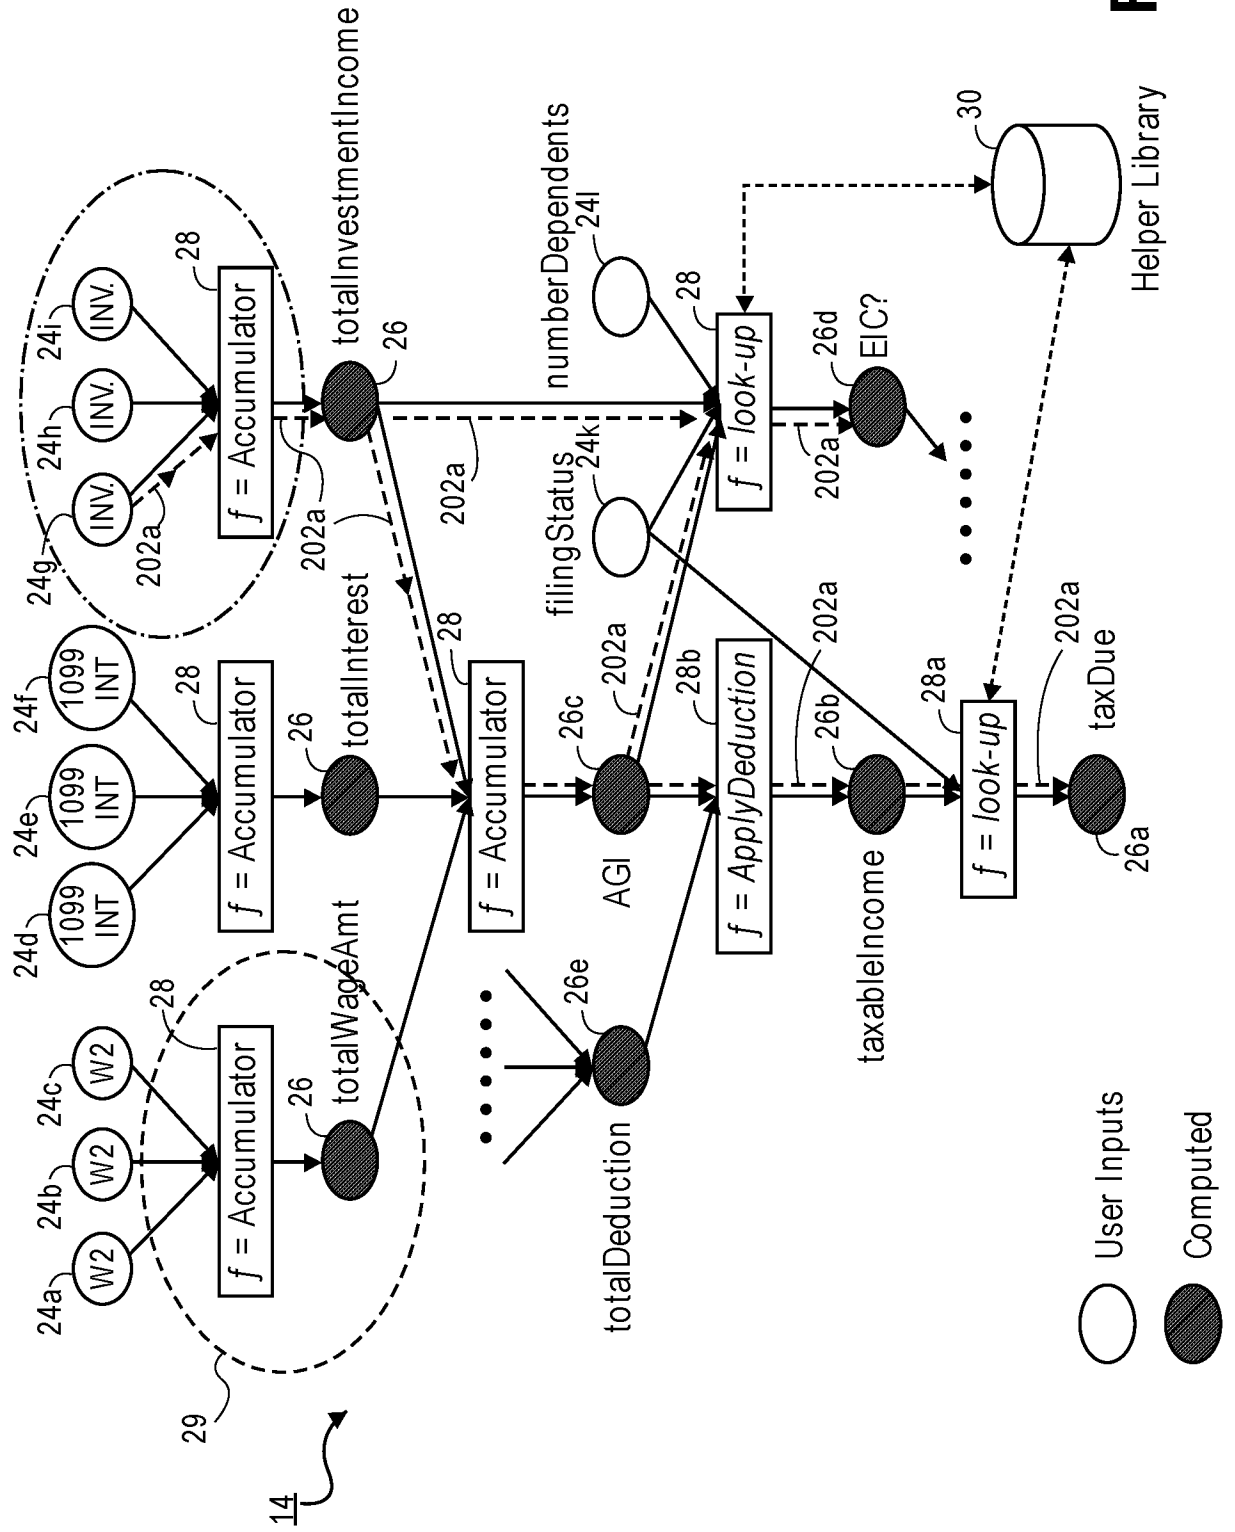 14
29
24a
24b
24c
24d
24e
24f
24g
24h
24i
W2
W2
W2
1099
INT
1099
INT
1099
INT
INV.
INV.
INV.
202a
28
28
28
f = Accumulator
f = Accumulator
f = Accumulator
202a
26
26
26
totalWageAmt
totalInterest
totalInvestmentIncome
202a
28
f = Accumulator
filingStatus
24k
numberDependents
24l
totalDeduction
26e
AGI
26c
202a
28b
28
f = ApplyDeduction
f = look-up
202a
202a
taxableIncome
26b
26d
EIC?
28a
f = look-up
30
Helper Library
202a
taxDue
26a
User Inputs
Computed